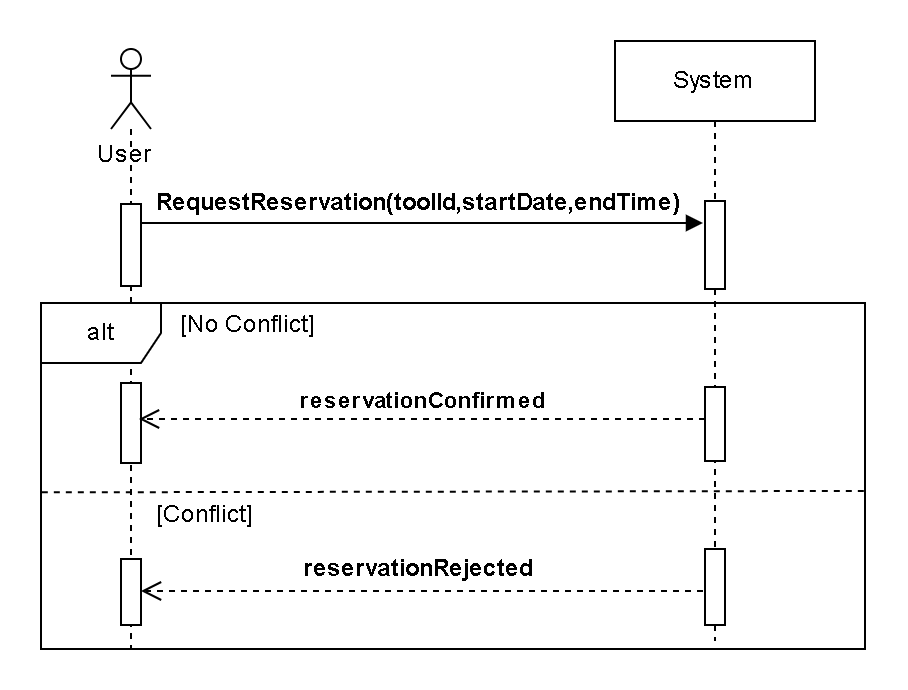 System
User
RequestReservation(toolId,startDate,endTime)
alt
[No Conflict]
reservationConfirmed
[Conflict]
reservationRejected